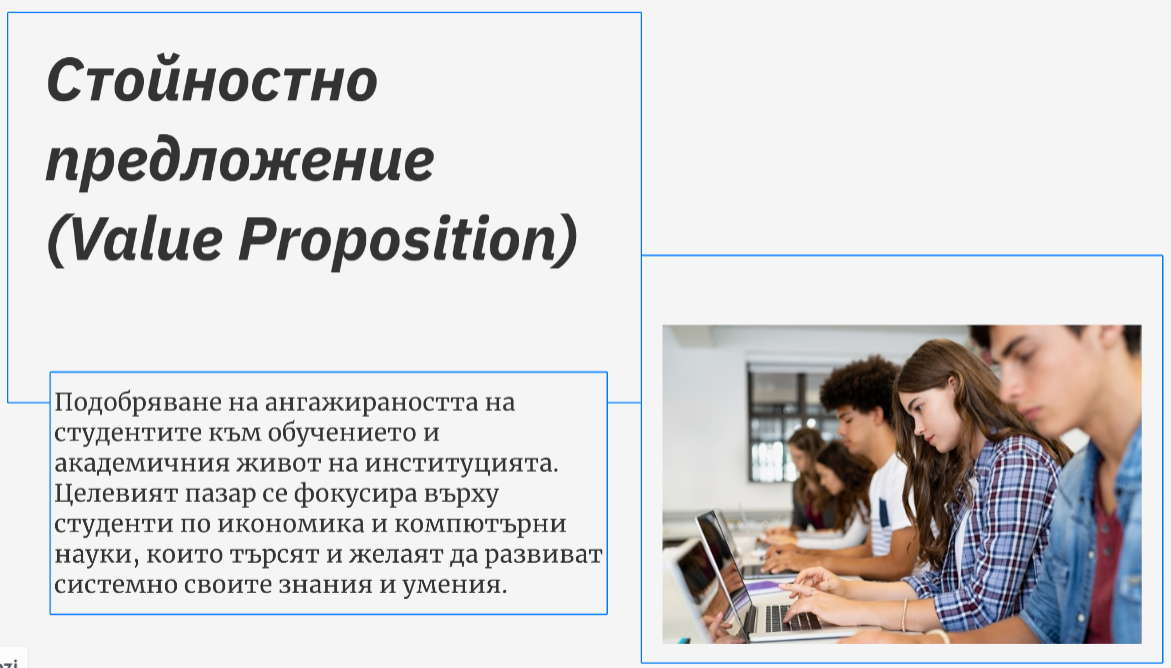 Стойностно
предложение
(Value Proposition)
Подобряване на ангажираността на
студентите към обучението и
академичния живот на институцията.
Целевият пазар се фокусира върху
студенти по икономика и компютърни
науки, които търсят и желаят да развиват
системно своите знания и умения.